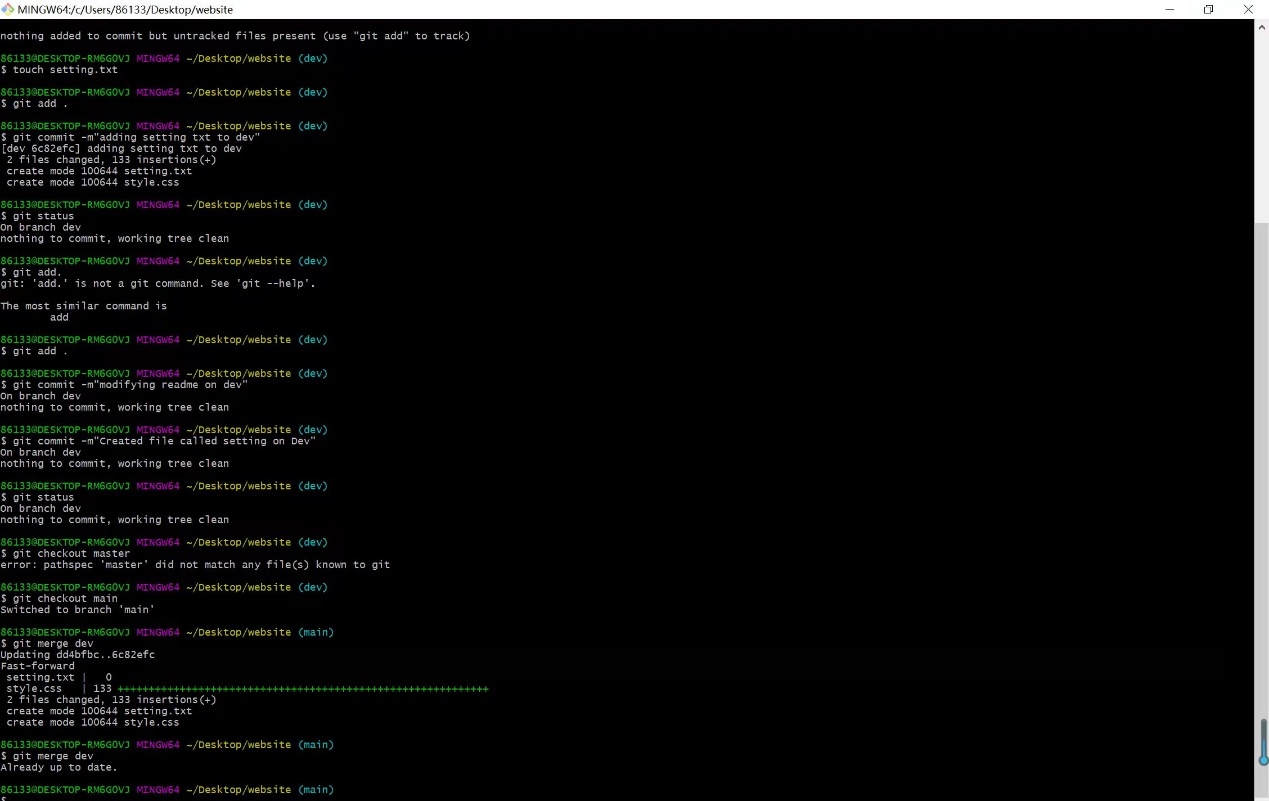 MINGW64:/c/Users/86133/Desktop/website
nothing added to commit but untracked files present (use "git add" to track)
86133@DESKTOP-RM6G0VJ MINGW64 ~/Desktop/website (dev)
$ touch setting.txt
86133@DESKTOP-RM6G0VJ MINGW64 ~/Desktop/website (dev)
$ git add .
86133@DESKTOP-RM6G0VJ MINGW64 ~/Desktop/website (dev)
$ git commit -m"adding setting txt to dev"
[dev 6c82efc] adding setting txt to dev
2 files changed, 133 insertions(+)
create mode 100644 setting.txt
create mode 100644 style.css
86133@DESKTOP-RM6G0VJ MINGW64 ~/Desktop/website (dev)
$ git status
On branch dev
nothing to commit, working tree clean
86133@DESKTOP-RM6G0VJ MINGW64 ~/Desktop/website (dev)
$ git add.
git: 'add.' is not a git command. See 'git --help'.
The most similar command is
add
86133@DESKTOP-RM6G0VJ MINGW64 ~/Desktop/website (dev)
$ git add .
86133@DESKTOP-RM6G0VJ MINGW64 ~/Desktop/website (dev)
$ git commit -m"modifying readme on dev"
On branch dev
nothing to commit, working tree clean
86133@DESKTOP-RM6G0VJ MINGW64 ~/Desktop/website (dev)
$ git commit -m"Created file called setting on Dev"
On branch dev
nothing to commit, working tree clean
86133@DESKTOP-RM6G0VJ MINGW64 ~/Desktop/website (dev)
$ git status
On branch dev
nothing to commit, working tree clean
86133@DESKTOP-RM6G0VJ MINGW64 ~/Desktop/website (dev)
$ git checkout master
error: pathspec 'master' did not match any file(s) known to git
86133@DESKTOP-RM6G0VJ MINGW64 ~/Desktop/website (dev)
$ git checkout main
Switched to branch 'main'
86133@DESKTOP-RM6G0VJ MINGW64 ~/Desktop/website (main)
$ git merge dev
Updating dd4bfbc..6c82efc
Fast-forward
setting.txt | 0
style.css | 133 ++++++++++++++++++++++++++++++++++++++++++++++++++++++++++++
2 files changed, 133 insertions(+)
create mode 100644 setting.txt
create mode 100644 style.css
86133@DESKTOP-RM6G0VJ MINGW64 ~/Desktop/website (main)
$ git merge dev
Already up to date.
86133@DESKTOP-RM6G0VJ MINGW64 ~/Desktop/website (main)
$